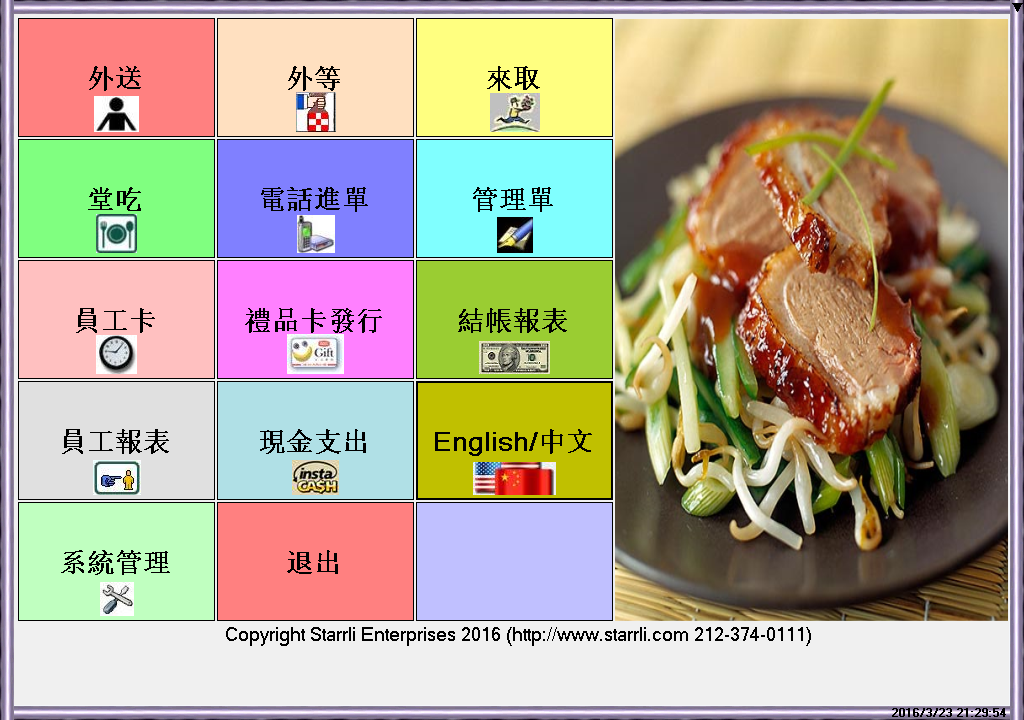 外送
外等
來取
堂吃
電話進單
管理單
員工卡
禮品卡發行
Gift
結帳報表
員工報表
現金支出
insta
CA$H
English/中文
系統管理
退出
Copyright Starrli Enterprises 2016 (http://www.starrli.com 212-374-0111)
2016/3/23 21:29:54